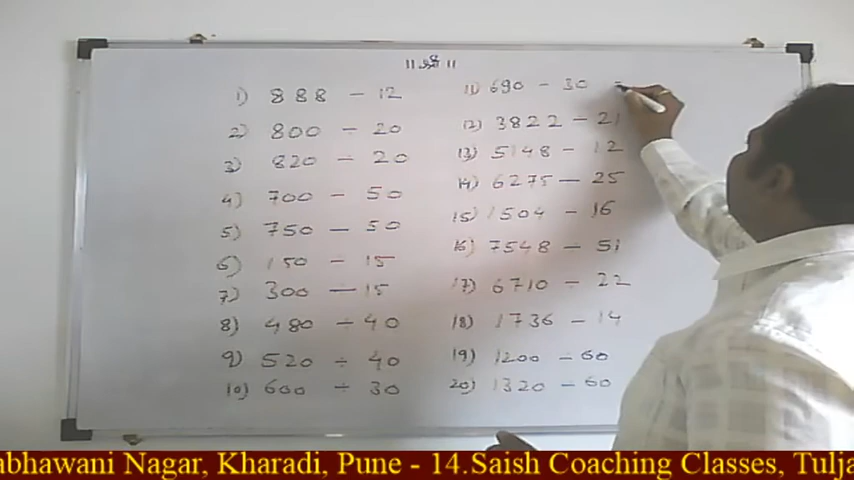 ॥ श्री ॥
1) 888 - 12
2) 800 ÷ 20
3) 820 ÷ 20
4) 700 - 50
5) 750 - 50
6) 150 ÷ 15
7) 300 - 15
8) 480 ÷ 40
9) 520 ÷ 40
10) 600 ÷ 30
11) 690 - 30 =
12) 3822 - 21
13) 5148 - 12
14) 6275 - 25
15) 1504 - 16
16) 7548 - 51
17) 6710 - 22
18) 1736 - 14
19) 1200 - 60
20) 1320 - 60
abhawani Nagar, Kharadi, Pune - 14.Saish Coaching Classes, Tulja